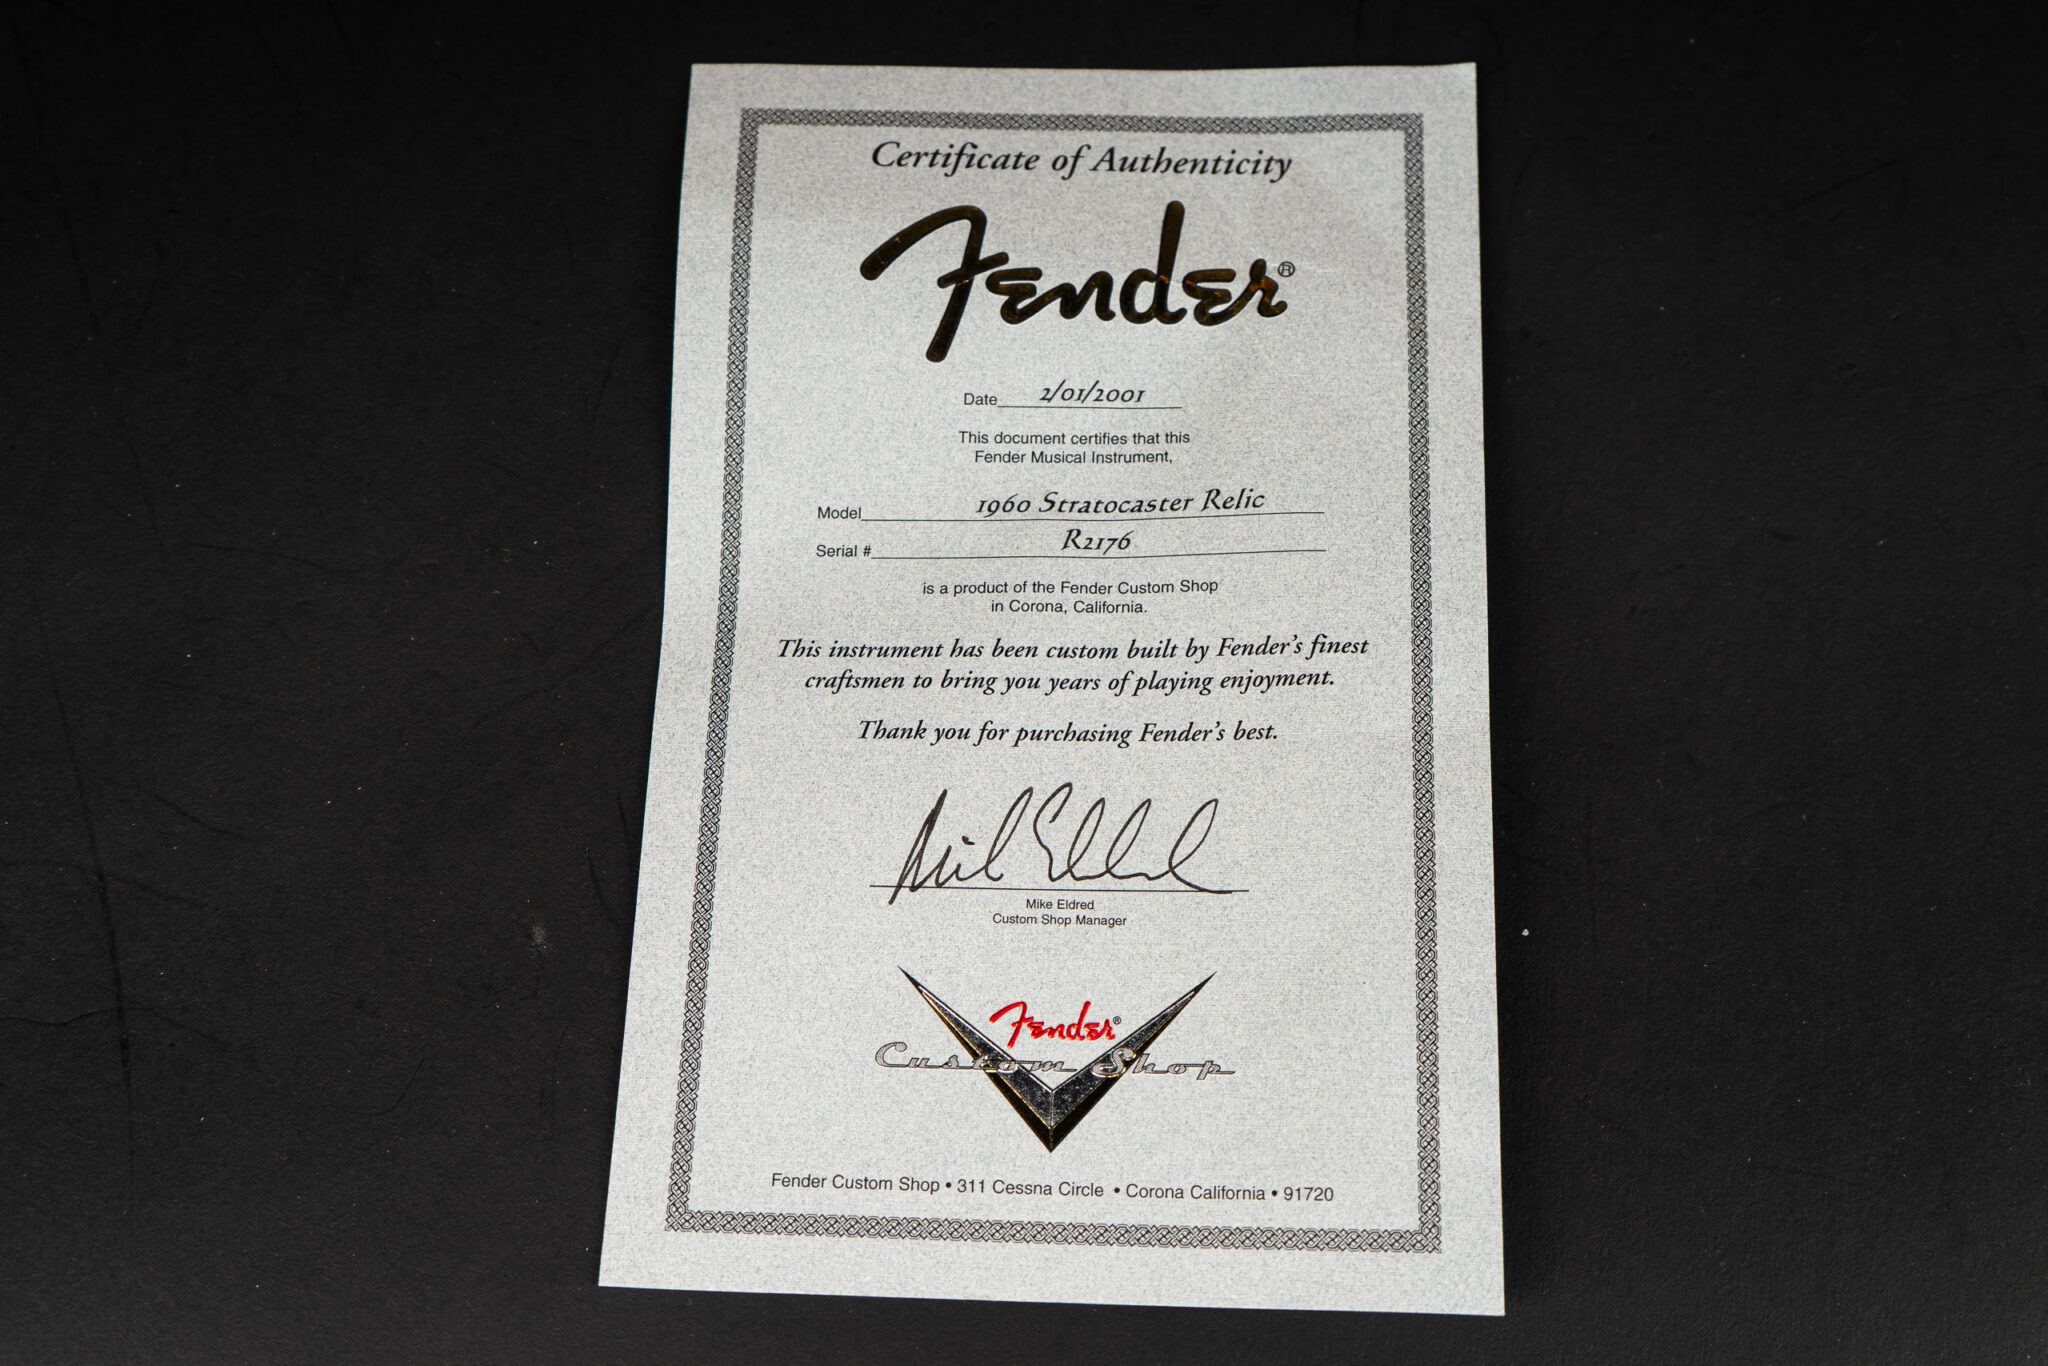 Certificate of Authenticity
Fender®
Date 2/01/2001
This document certifies that this
Fender Musical Instrument,
Model 1960 Stratocaster Relic
Serial # R2176
is a product of the Fender Custom Shop
in Corona, California.
This instrument has been custom built by Fender's finest
craftsmen to bring you years of playing enjoyment.
Thank you for purchasing Fender's best.
Mike Eldred
Mike Eldred
Custom Shop Manager
Fender®
Custom Shop
Fender Custom Shop • 311 Cessna Circle • Corona California • 91720